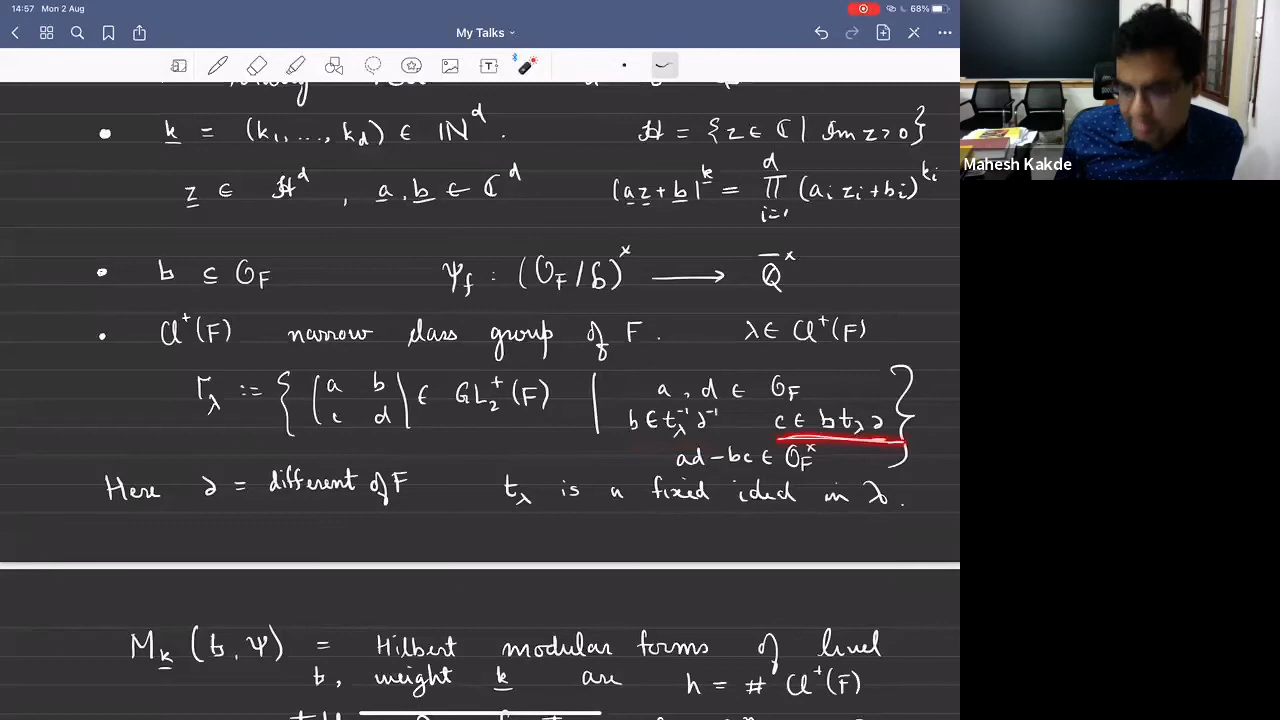 14:57 Mon 2 Aug 68%
My Talks
• k = (k₁, ..., k_d) ∈ ℕ^d. ℍ = {z ∈ ℂ | Im z > 0}
z ∈ ℍ^d, a, b ∈ ℂ^d (az + b)^k = ∏_{i=1}^d (a_i z_i + b_i)^{k_i}
• b ⊆ O_F ψ_f : (O_F/b)^× ⟶ Q̄^×
• Cl⁺(F) narrow class group of F. λ ∈ Cl⁺(F)
Γ_λ := { (a b c d) ∈ GL₂⁺(F) | a, d ∈ O_F
b ∈ t_λ⁻¹ ∂⁻¹ c ∈ b t_λ ∂ }
ad - bc ∈ O_F^×
Here ∂ = different of F t_λ is a fixed ideal in λ.
M_k (b, ψ) = Hilbert modular forms of level
b, weight k are h = # Cl⁺(F)
Mahesh Kakde